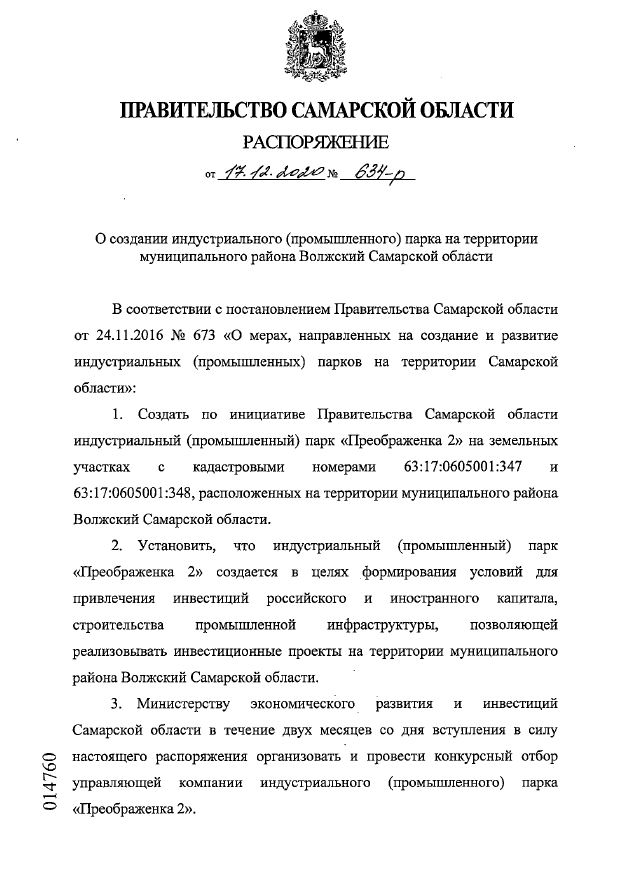 ПРАВИТЕЛЬСТВО САМАРСКОЙ ОБЛАСТИ
РАСПОРЯЖЕНИЕ
от 17.12.2020 № 634-р
О создании индустриального (промышленного) парка на территории
муниципального района Волжский Самарской области
В соответствии с постановлением Правительства Самарской области
от 24.11.2016 № 673 «О мерах, направленных на создание и развитие
индустриальных (промышленных) парков на территории Самарской
области»:
1. Создать по инициативе Правительства Самарской области
индустриальный (промышленный) парк «Преображенка 2» на земельных
участках с кадастровыми номерами 63:17:0605001:347 и
63:17:0605001:348, расположенных на территории муниципального района
Волжский Самарской области.
2. Установить, что индустриальный (промышленный) парк
«Преображенка 2» создается в целях формирования условий для
привлечения инвестиций российского и иностранного капитала,
строительства промышленной инфраструктуры, позволяющей
реализовывать инвестиционные проекты на территории муниципального
района Волжский Самарской области.
3. Министерству экономического развития и инвестиций
Самарской области в течение двух месяцев со дня вступления в силу
настоящего распоряжения организовать и провести конкурсный отбор
управляющей компании индустриального (промышленного) парка
«Преображенка 2».
014760